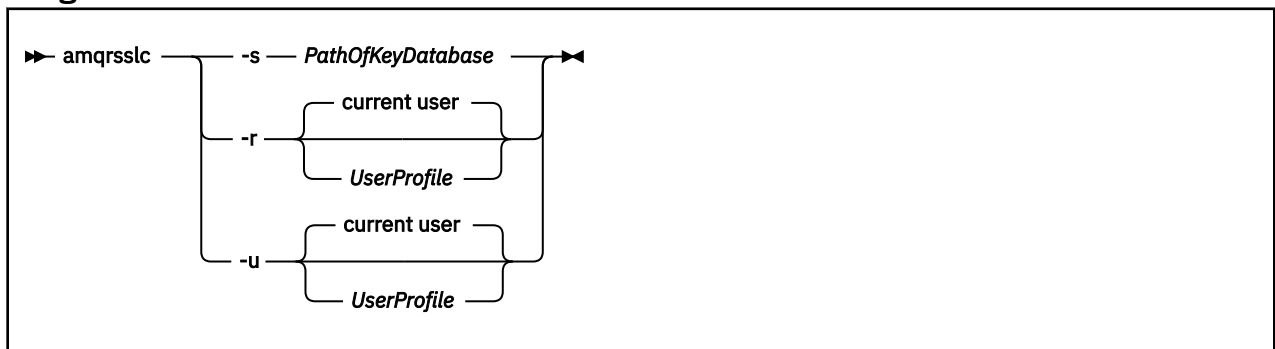 amqrsslc -s PathOfKeyDatabase
current user
-r
UserProfile
current user
-u
UserProfile